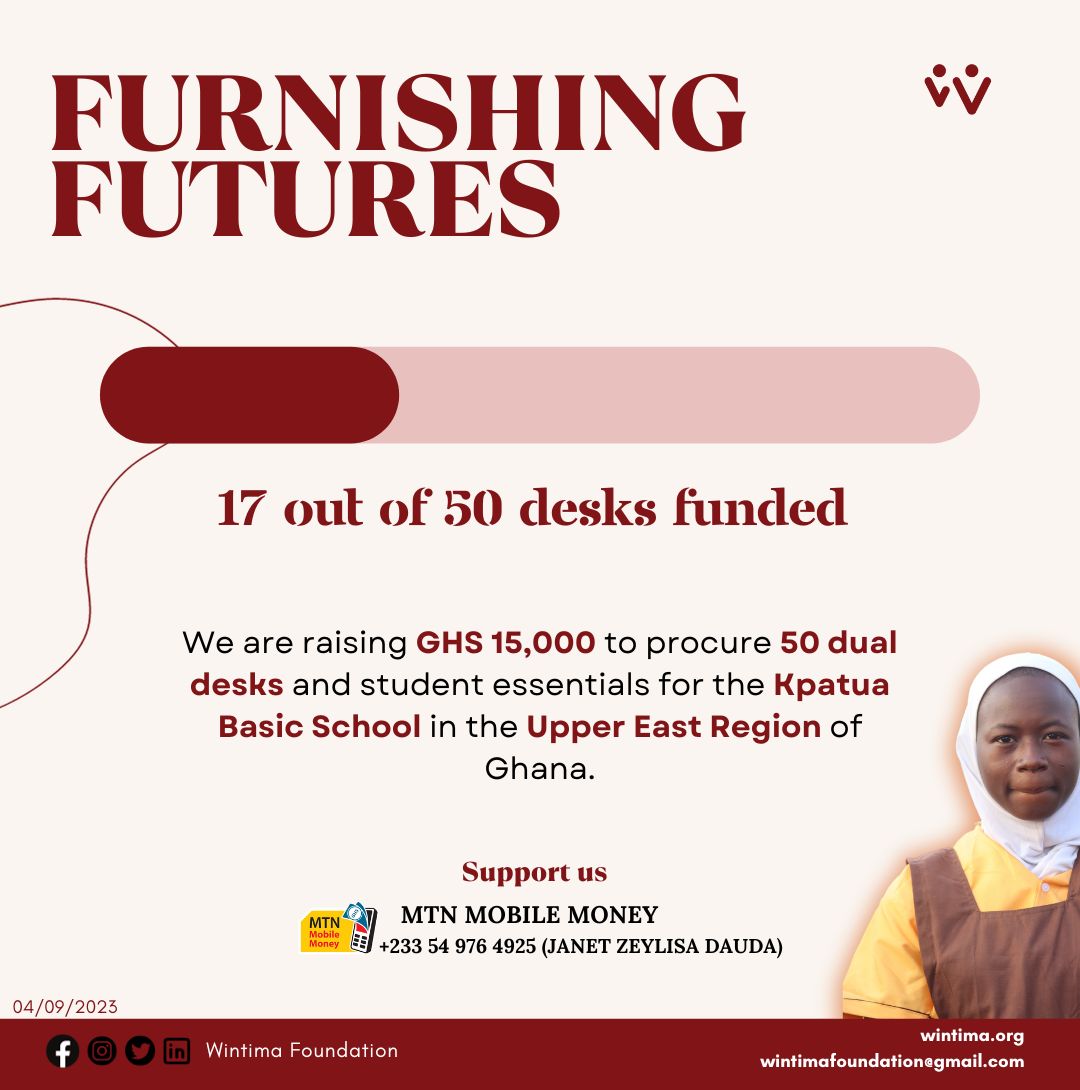 FURNISHING
FUTURES
17 out of 50 desks funded
We are raising GHS 15,000 to procure 50 dual
desks and student essentials for the Kpatua
Basic School in the Upper East Region of
Ghana.
Support us
MTN
Mobile
Money
MTN MOBILE MONEY
+233 54 976 4925 (JANET ZEYLISA DAUDA)
04/09/2023
Wintima Foundation
wintima.org
wintimafoundation@gmail.com